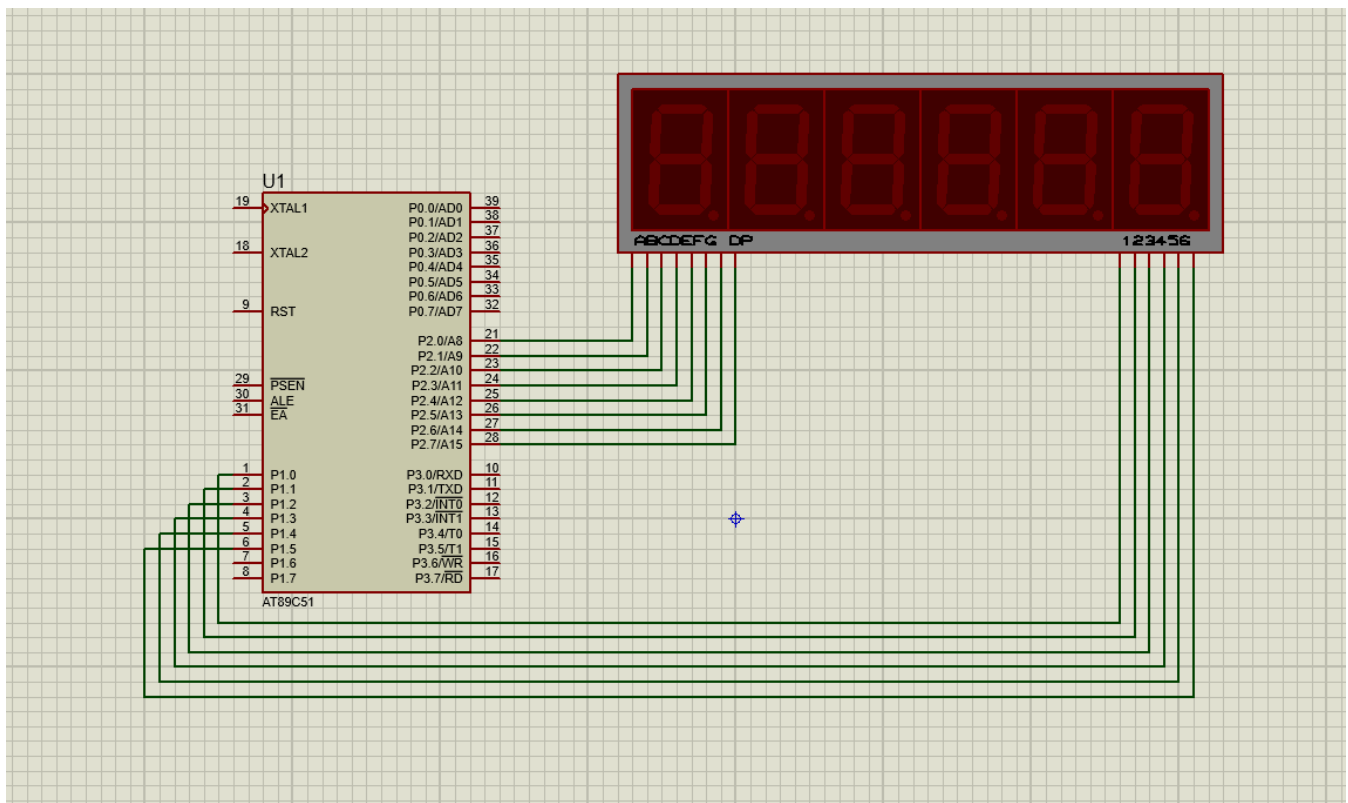 ABCDEFG DP
123456
U1
19 XTAL1
18 XTAL2
9 RST
29 PSEN
30 ALE
31 EA
1 P1.0
2 P1.1
3 P1.2
4 P1.3
5 P1.4
6 P1.5
7 P1.6
8 P1.7
P0.0/AD0 39
P0.1/AD1 38
P0.2/AD2 37
P0.3/AD3 36
P0.4/AD4 35
P0.5/AD5 34
P0.6/AD6 33
P0.7/AD7 32
P2.0/A8 21
P2.1/A9 22
P2.2/A10 23
P2.3/A11 24
P2.4/A12 25
P2.5/A13 26
P2.6/A14 27
P2.7/A15 28
P3.0/RXD 10
P3.1/TXD 11
P3.2/INT0 12
P3.3/INT1 13
P3.4/T0 14
P3.5/T1 15
P3.6/WR 16
P3.7/RD 17
AT89C51